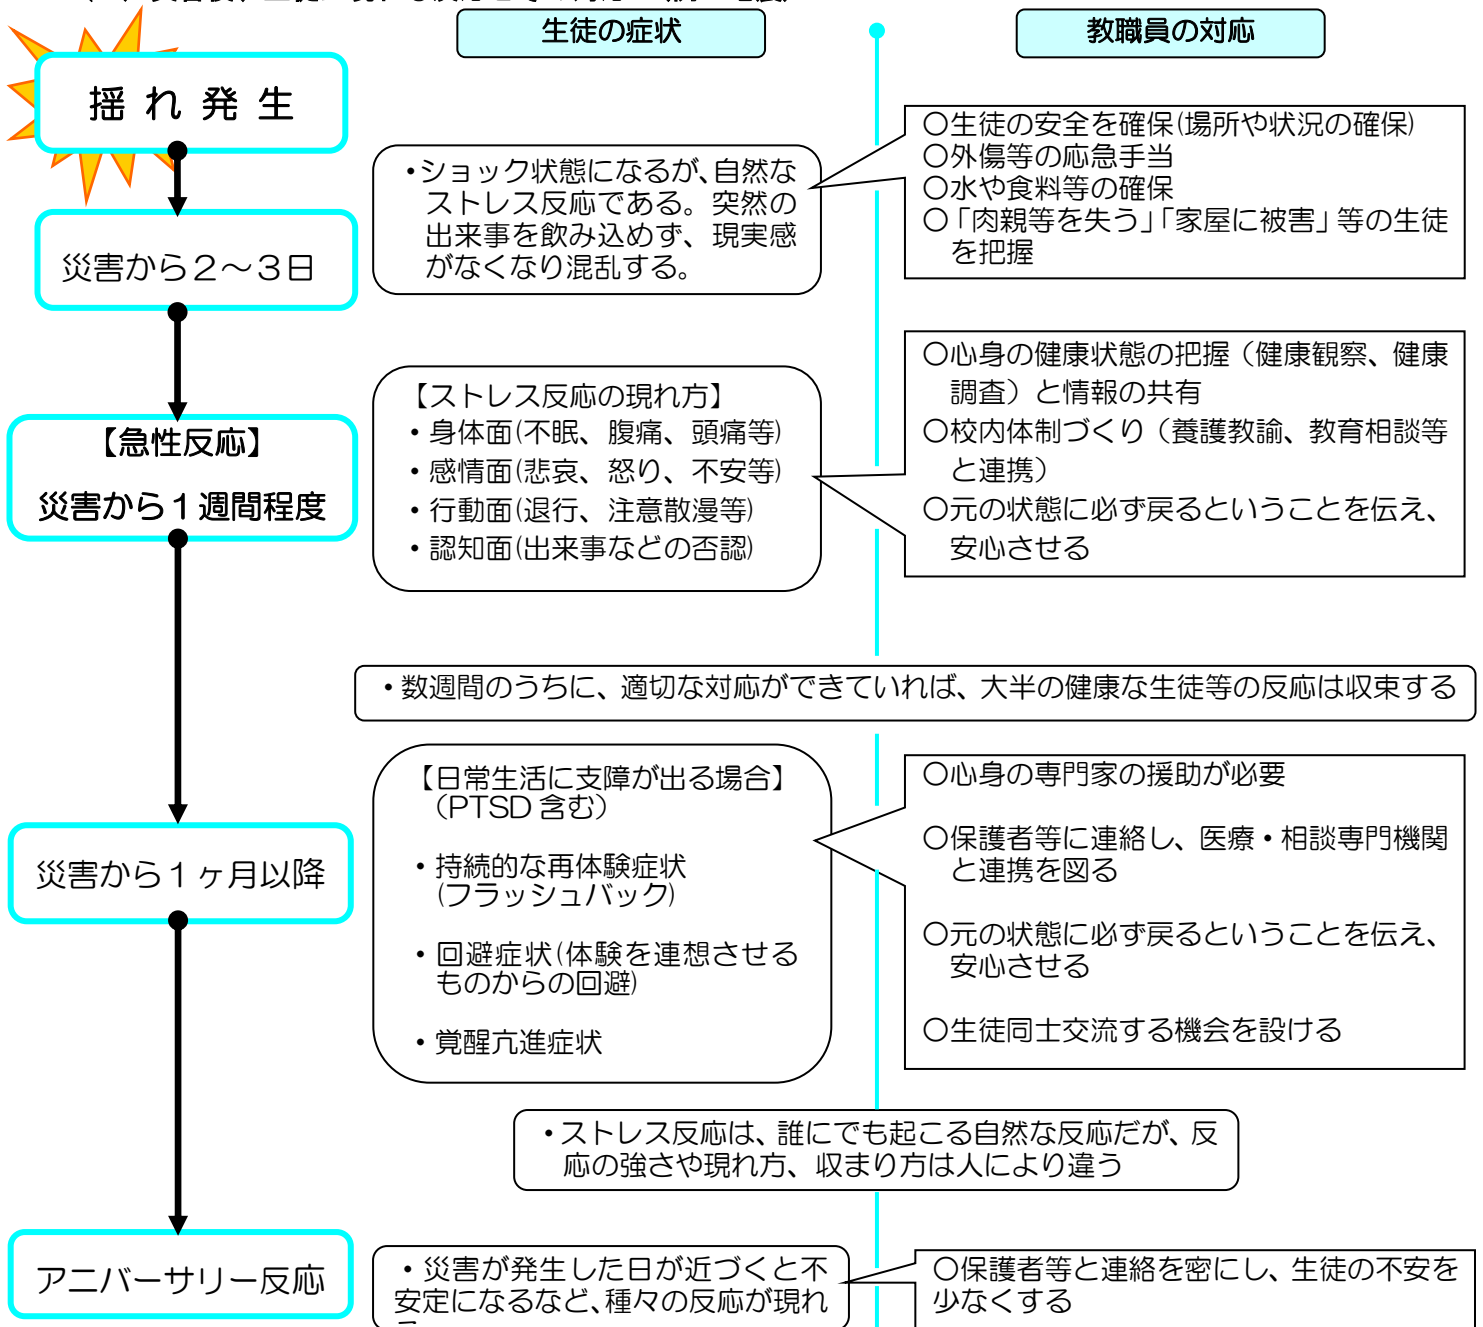 生徒の症状
教職員の対応
揺れ発生
・ショック状態になるが、自然な
ストレス反応である。突然の
出来事を飲み込めず、現実感
がなくなり混乱する。
〇生徒の安全を確保(場所や状況の確保)
〇外傷等の応急手当
〇水や食料等の確保
〇「肉親等を失う」「家屋に被害」等の生徒
を把握
災害から2～3日
【急性反応】
災害から1週間程度
【ストレス反応の現れ方】
・身体面(不眠、腹痛、頭痛等)
・感情面(悲哀、怒り、不安等)
・行動面(退行、注意散漫等)
・認知面(出来事などの否認)
〇心身の健康状態の把握（健康観察、健康
調査）と情報の共有
〇校内体制づくり（養護教諭、教育相談等
と連携）
〇元の状態に必ず戻るということを伝え、
安心させる
・数週間のうちに、適切な対応ができていれば、大半の健康な生徒等の反応は収束する
災害から1ヶ月以降
【日常生活に支障が出る場合】
（PTSD含む）
・持続的な再体験症状
(フラッシュバック)
・回避症状(体験を連想させる
ものからの回避)
・覚醒亢進症状
〇心身の専門家の援助が必要
〇保護者等に連絡し、医療・相談専門機関
と連携を図る
〇元の状態に必ず戻るということを伝え、
安心させる
〇生徒同士交流する機会を設ける
・ストレス反応は、誰にでも起こる自然な反応だが、反
応の強さや現れ方、収まり方は人により違う
アニバーサリー反応
・災害が発生した日が近づくと不
安定になるなど、種々の反応が現れ
〇保護者等と連絡を密にし、生徒の不安を
少なくする